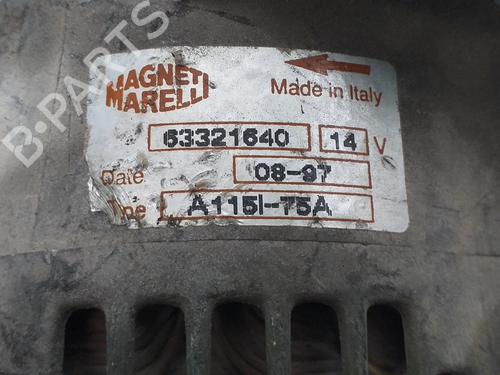 B-PARTS
MAGNETI
MARELLI
Made in Italy
63321640 14 V
Date 08-97
Type A115I-75A